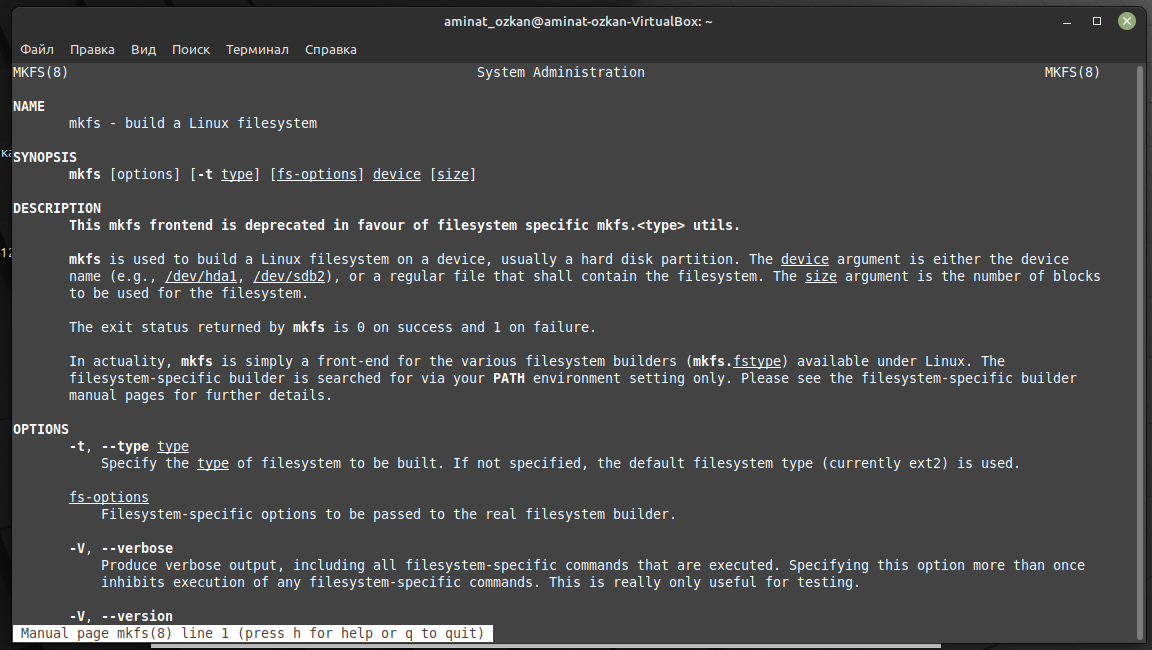 aminat_ozkan@aminat-ozkan-VirtualBox: ~
Файл Правка Вид Поиск Терминал Справка
MKFS(8) System Administration MKFS(8)
NAME
mkfs - build a Linux filesystem
SYNOPSIS
mkfs [options] [-t type] [fs-options] device [size]
DESCRIPTION
This mkfs frontend is deprecated in favour of filesystem specific mkfs.<type> utils.
mkfs is used to build a Linux filesystem on a device, usually a hard disk partition. The device argument is either the device
name (e.g., /dev/hda1, /dev/sdb2), or a regular file that shall contain the filesystem. The size argument is the number of blocks
to be used for the filesystem.
The exit status returned by mkfs is 0 on success and 1 on failure.
In actuality, mkfs is simply a front-end for the various filesystem builders (mkfs.fstype) available under Linux. The
filesystem-specific builder is searched for via your PATH environment setting only. Please see the filesystem-specific builder
manual pages for further details.
OPTIONS
-t, --type type
Specify the type of filesystem to be built. If not specified, the default filesystem type (currently ext2) is used.
fs-options
Filesystem-specific options to be passed to the real filesystem builder.
-V, --verbose
Produce verbose output, including all filesystem-specific commands that are executed. Specifying this option more than once
inhibits execution of any filesystem-specific commands. This is really only useful for testing.
-V, --version
Manual page mkfs(8) line 1 (press h for help or q to quit)